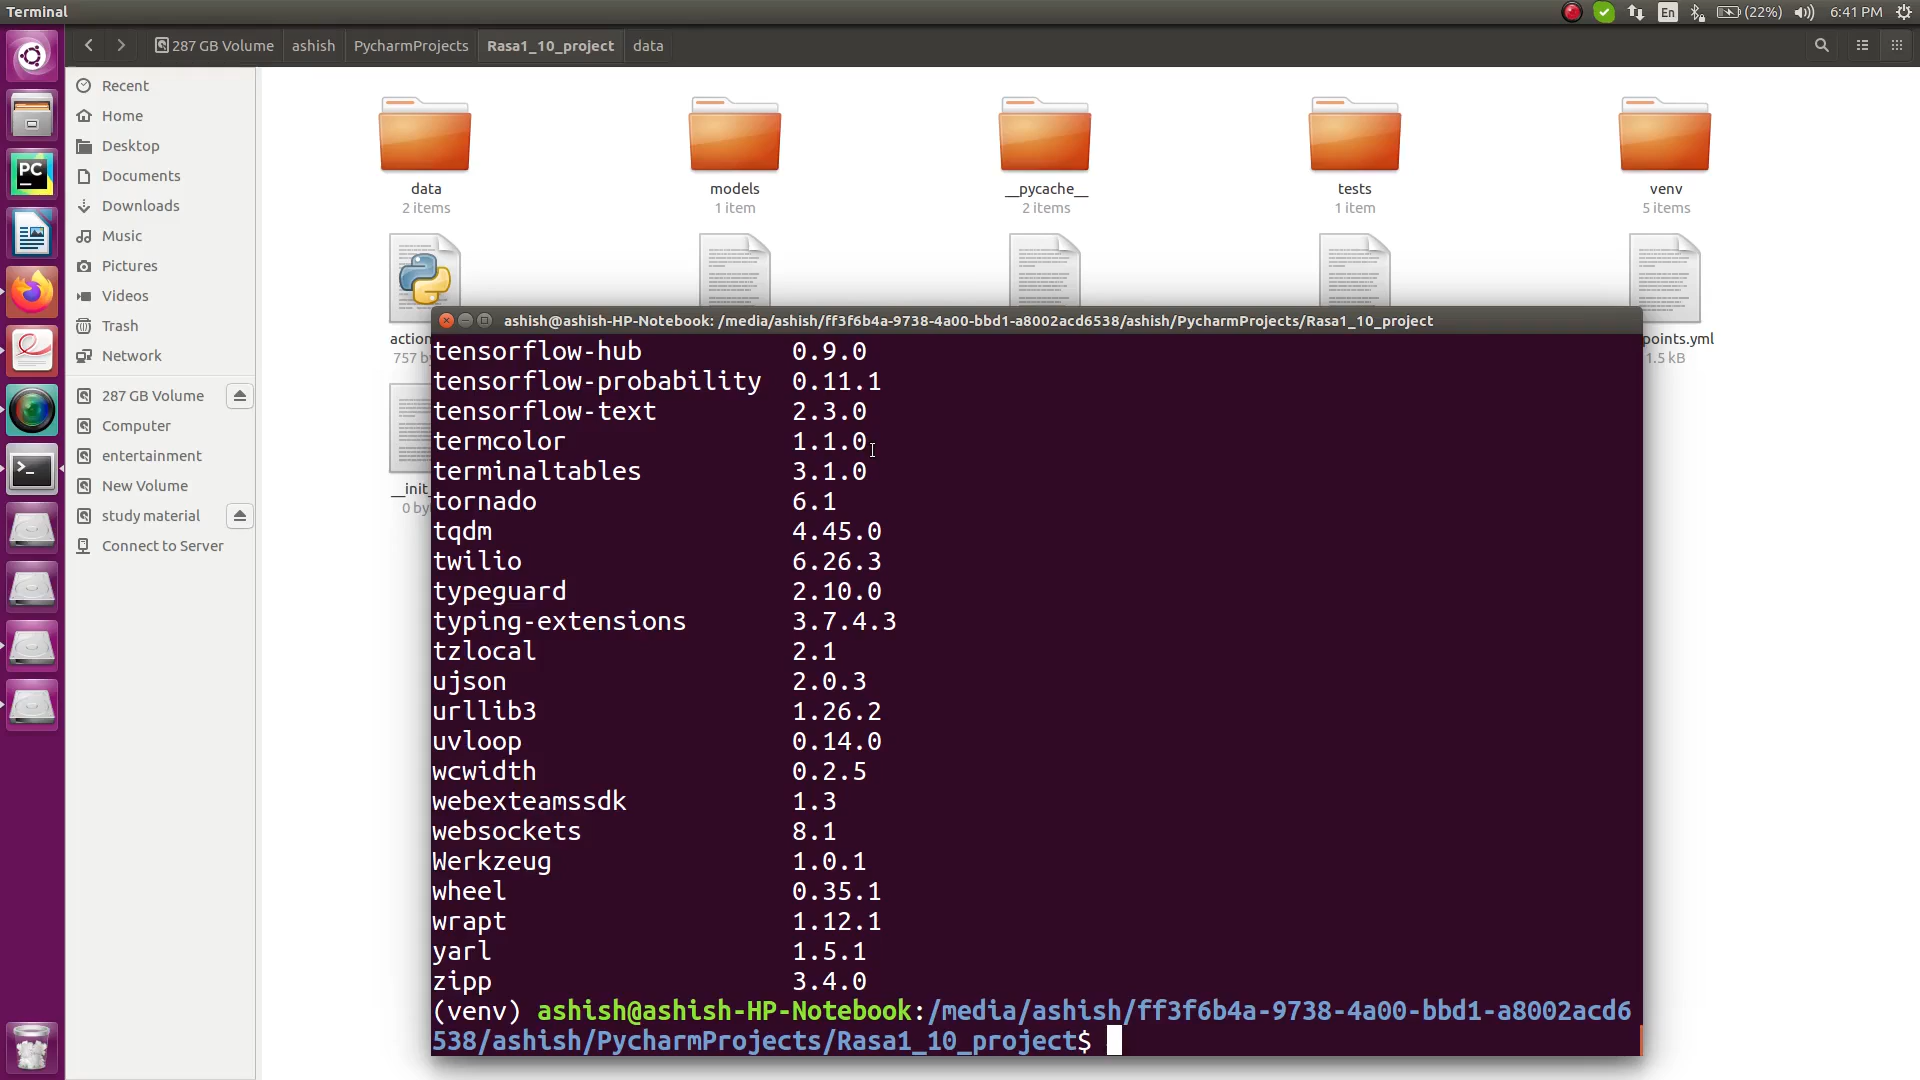 Terminal
En
(22%)
6:41 PM
287 GB Volume
ashish
PycharmProjects
Rasa1_10_project
data
Recent
Home
Desktop
Documents
Downloads
Music
Pictures
Videos
Trash
Network
287 GB Volume
Computer
entertainment
New Volume
study material
Connect to Server
PC
data
2 items
models
1 item
__pycache__
2 items
tests
1 item
venv
5 items
action
757 by
points.yml
1.5 kB
__init_
0 by
ashish@ashish-HP-Notebook: /media/ashish/ff3f6b4a-9738-4a00-bbd1-a8002acd6538/ashish/PycharmProjects/Rasa1_10_project
tensorflow-hub 0.9.0
tensorflow-probability 0.11.1
tensorflow-text 2.3.0
termcolor 1.1.0
terminaltables 3.1.0
tornado 6.1
tqdm 4.45.0
twilio 6.26.3
typeguard 2.10.0
typing-extensions 3.7.4.3
tzlocal 2.1
ujson 2.0.3
urllib3 1.26.2
uvloop 0.14.0
wcwidth 0.2.5
webexteamssdk 1.3
websockets 8.1
Werkzeug 1.0.1
wheel 0.35.1
wrapt 1.12.1
yarl 1.5.1
zipp 3.4.0
(venv) ashish@ashish-HP-Notebook:/media/ashish/ff3f6b4a-9738-4a00-bbd1-a8002acd6
538/ashish/PycharmProjects/Rasa1_10_project$